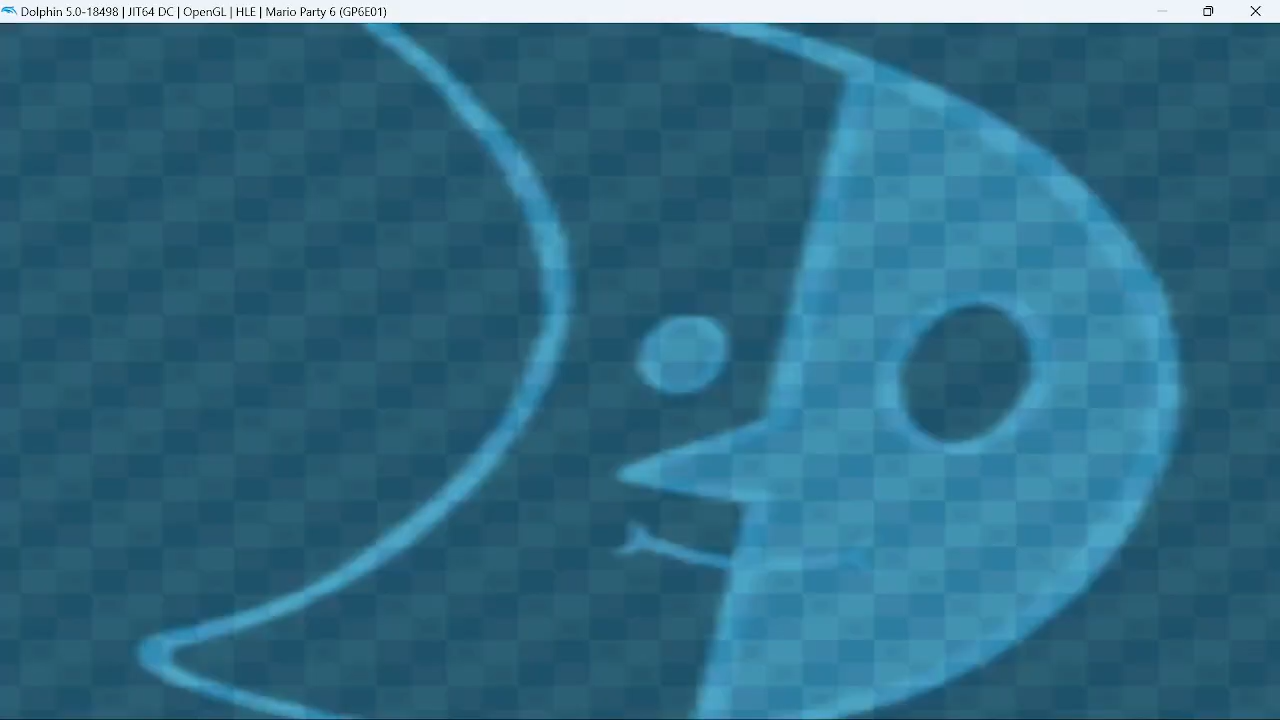 Dolphin 5.0-18498 | JIT64 DC | OpenGL | HLE | Mario Party 6 (GP6E01)